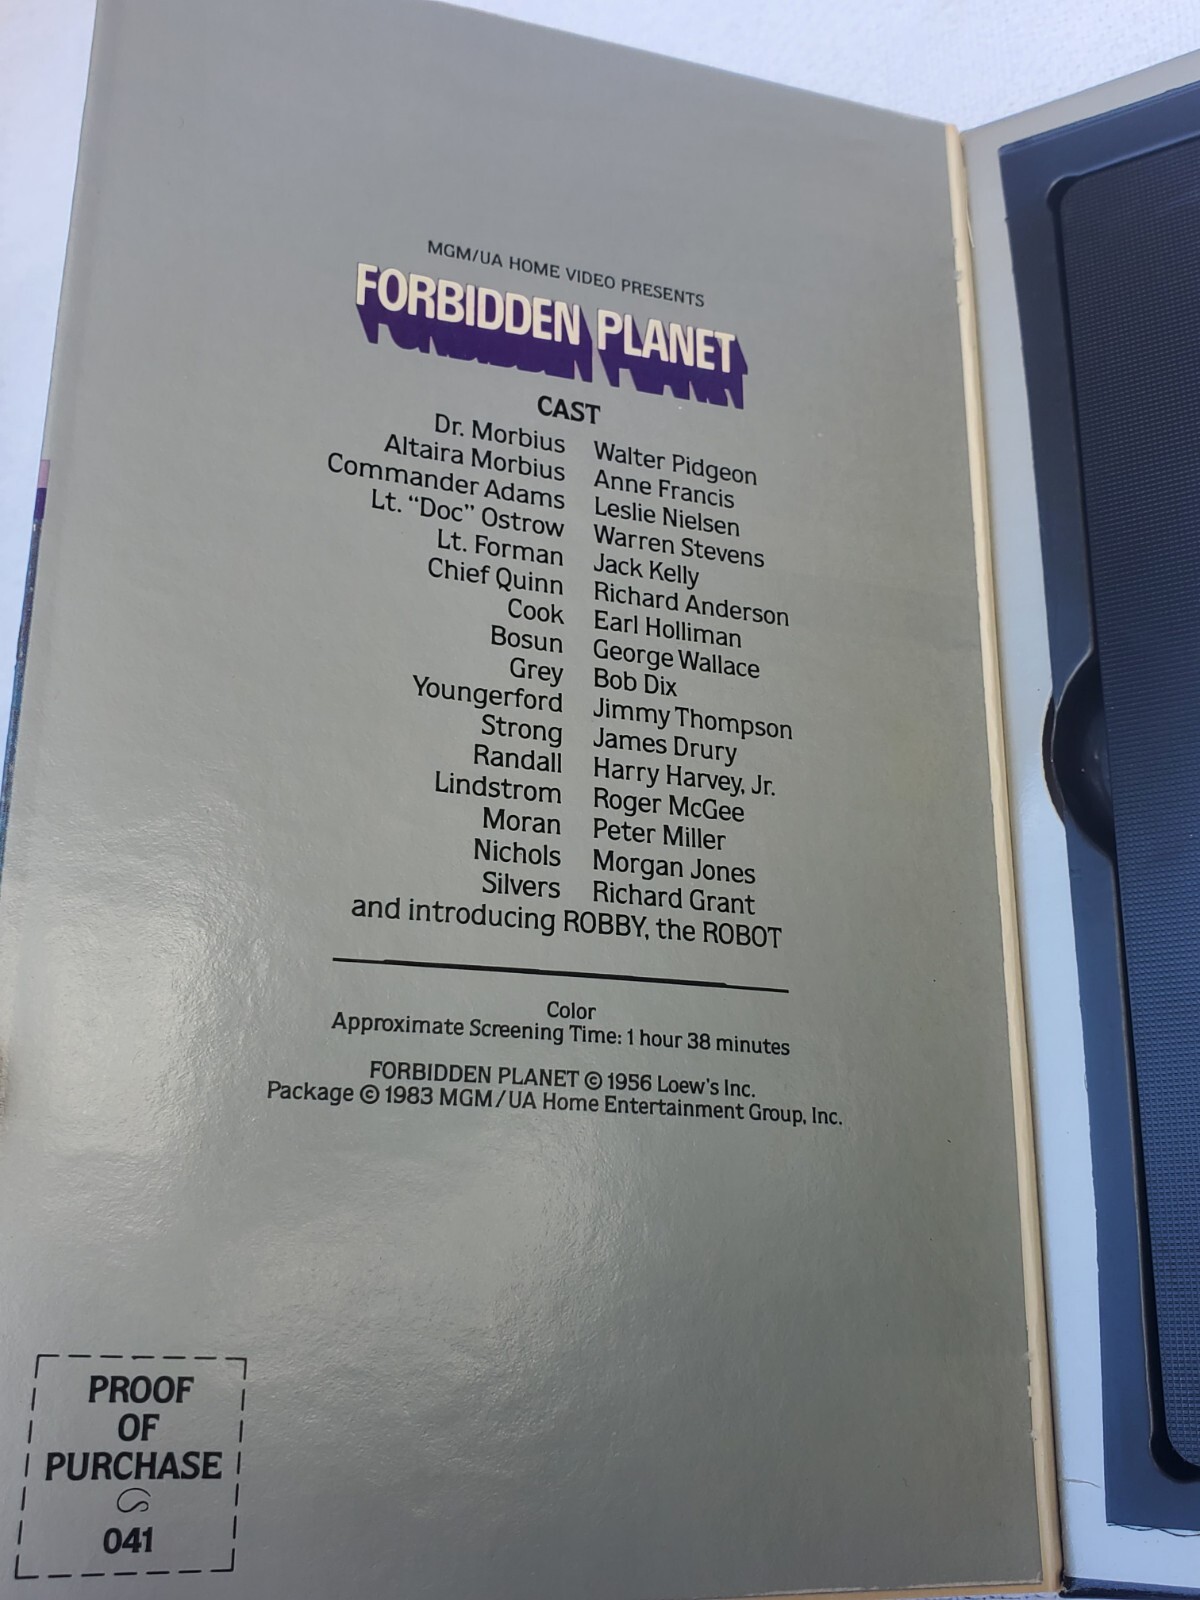 MGM/UA HOME VIDEO PRESENTS
FORBIDDEN PLANET
CAST
Dr. Morbius Walter Pidgeon
Altaira Morbius Anne Francis
Commander Adams Leslie Nielsen
Lt. “Doc” Ostrow Warren Stevens
Lt. Forman Jack Kelly
Chief Quinn Richard Anderson
Cook Earl Holliman
Bosun George Wallace
Grey Bob Dix
Youngerford Jimmy Thompson
Strong James Drury
Randall Harry Harvey, Jr.
Lindstrom Roger McGee
Moran Peter Miller
Nichols Morgan Jones
Silvers Richard Grant
and introducing ROBBY, the ROBOT
Color
Approximate Screening Time: 1 hour 38 minutes
FORBIDDEN PLANET © 1956 Loew's Inc.
Package © 1983 MGM/UA Home Entertainment Group, Inc.
PROOF
OF
PURCHASE
041